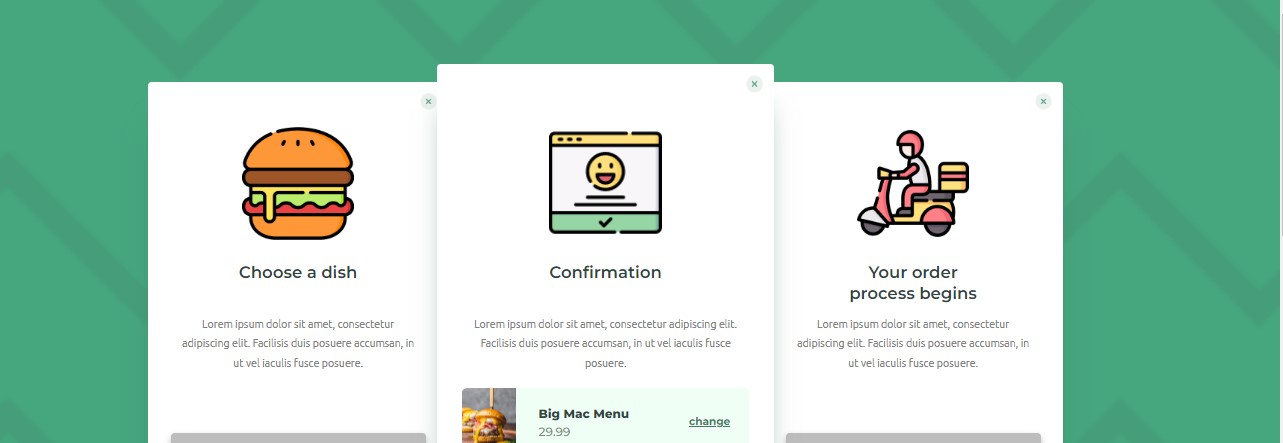 Choose a dish
Lorem ipsum dolor sit amet, consectetur
adipiscing elit. Facilisis duis posuere accumsan, in
ut vel iaculis fusce posuere.
Confirmation
Lorem ipsum dolor sit amet, consectetur adipiscing elit.
Facilisis duis posuere accumsan, in ut vel iaculis fusce
posuere.
Big Mac Menu
29.99
change
Your order
process begins
Lorem ipsum dolor sit amet, consectetur
adipiscing elit. Facilisis duis posuere accumsan, in
ut vel iaculis fusce posuere.